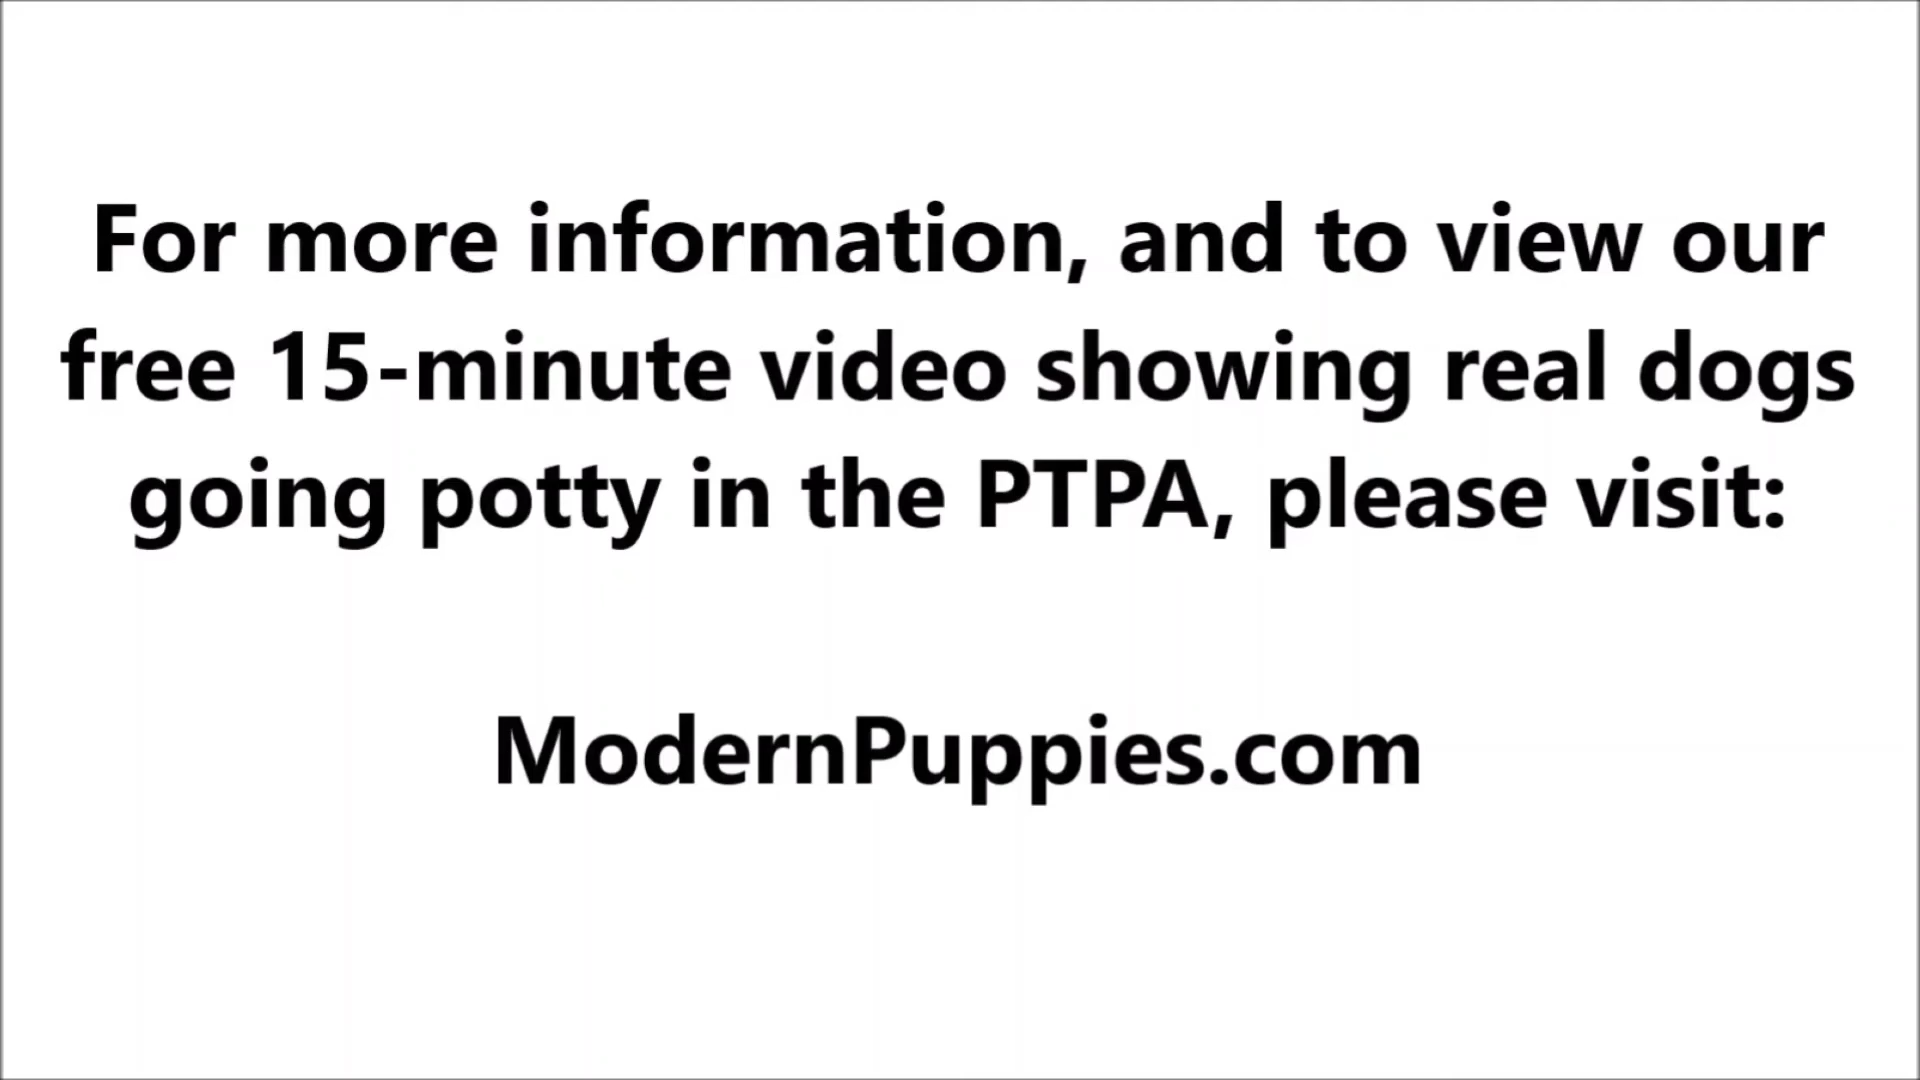 For more information, and to view our
free 15-minute video showing real dogs
going potty in the PTPA, please visit:
ModernPuppies.com